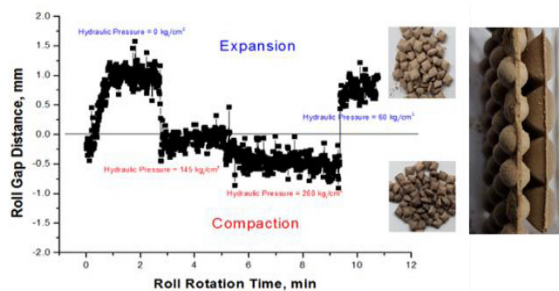 Hydraulic Pressure = 0 kg/cm²
Expansion
Hydraulic Pressure = 60 kg/cm²
Hydraulic Pressure = 145 kg/cm²
Hydraulic Pressure = 260 kg/cm²
Compaction
Roll Gap Distance, mm
2.0
1.5
1.0
0.5
0.0
-0.5
-1.0
-1.5
-2.0
0 2 4 6 8 10 12
Roll Rotation Time, min